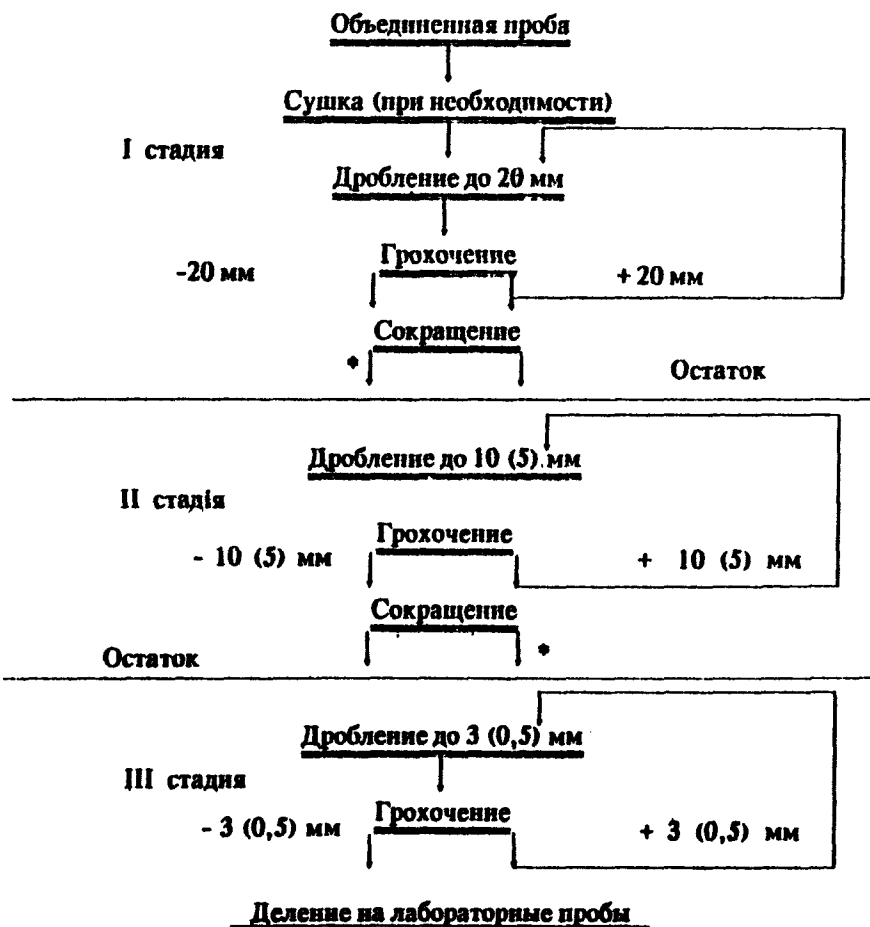 Объединенная проба
Сушка (при необходимости)
I стадия
Дробление до 20 мм
Грохочение
-20 мм
+ 20 мм
Сокращение
*
Остаток
Дробление до 10 (5) мм
II стадія
Грохочение
- 10 (5) мм
+ 10 (5) мм
Сокращение
*
Остаток
Дробление до 3 (0,5) мм
III стадия
Грохочение
- 3 (0,5) мм
+ 3 (0,5) мм
Деление на лабораторные пробы